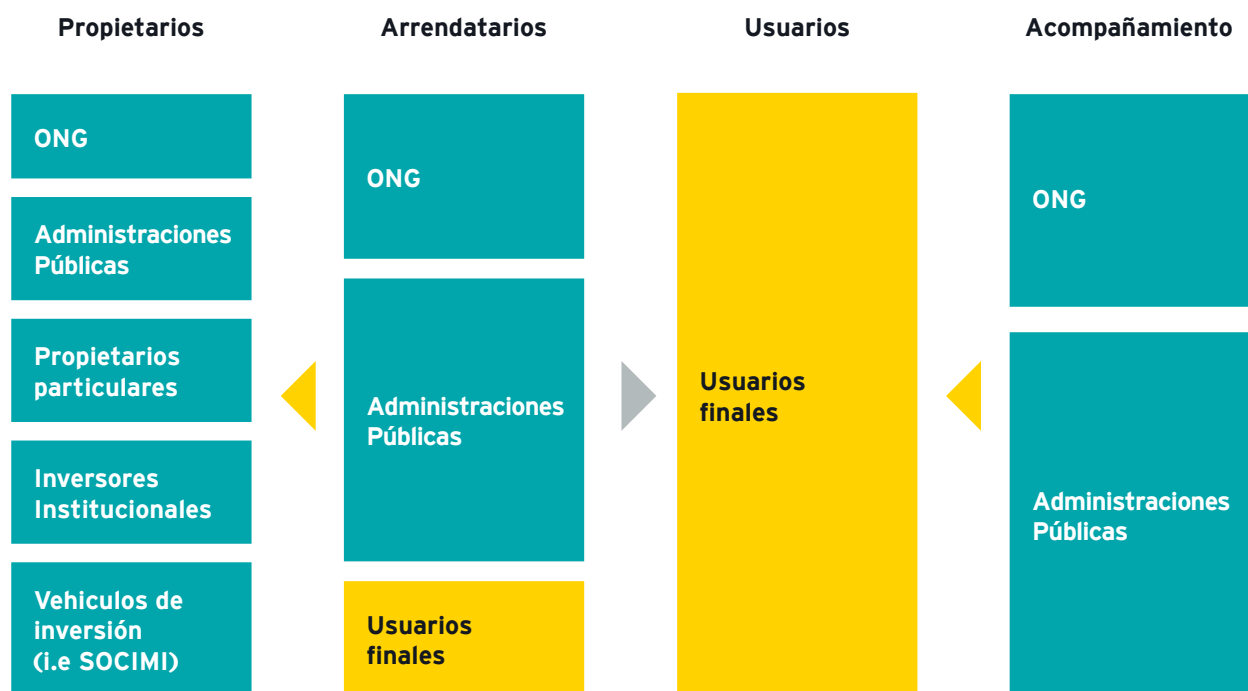 Propietarios
Arrendatarios
Usuarios
Acompañamiento
ONG
Administraciones
Públicas
Propietarios
particulares
Inversores
Institucionales
Vehiculos de
inversión
(i.e SOCIMI)
ONG
Administraciones
Públicas
Usuarios
finales
Usuarios
finales
ONG
Administraciones
Públicas